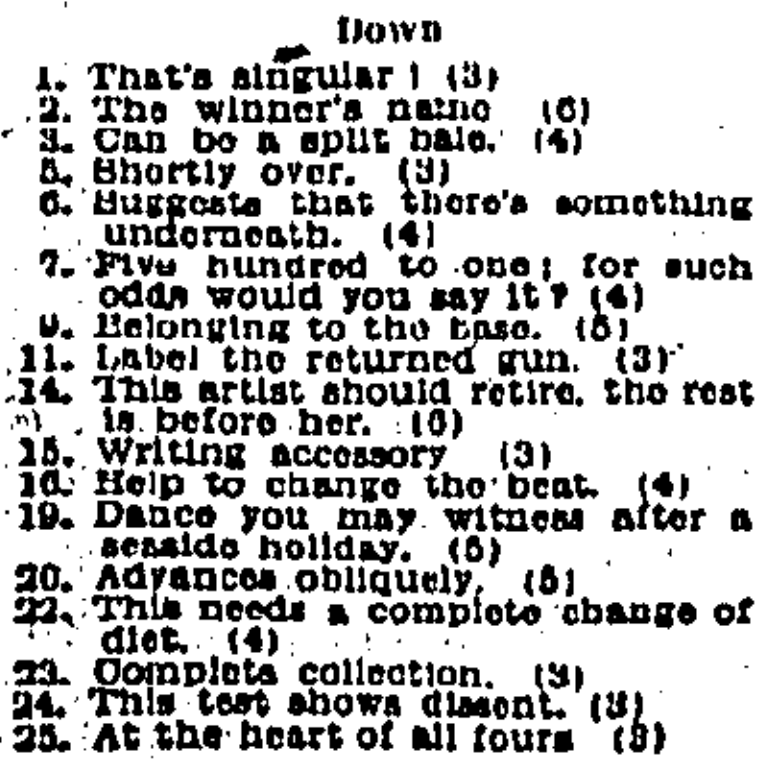 Down
1. That's singular! (3)
2. The winner's name (6)
3. Can be a split bale. (4)
5. Shortly over. (3)
6. Suggests that there's something
underneath. (4)
7. Five hundred to one; for such
odds would you say it? (4)
9. Belonging to the base. (5)
11. Label the returned gun. (3)
14. This artist should retire, the rest
is before her. (6)
15. Writing accessory (3)
16. Help to change the beat. (4)
19. Dance you may witness after a
seaside holiday. (5)
20. Advances obliquely. (5)
22. This needs a complete change of
diet. (4)
23. Complete collection. (3)
24. This test shows dissent. (3)
25. At the heart of all fours (3)